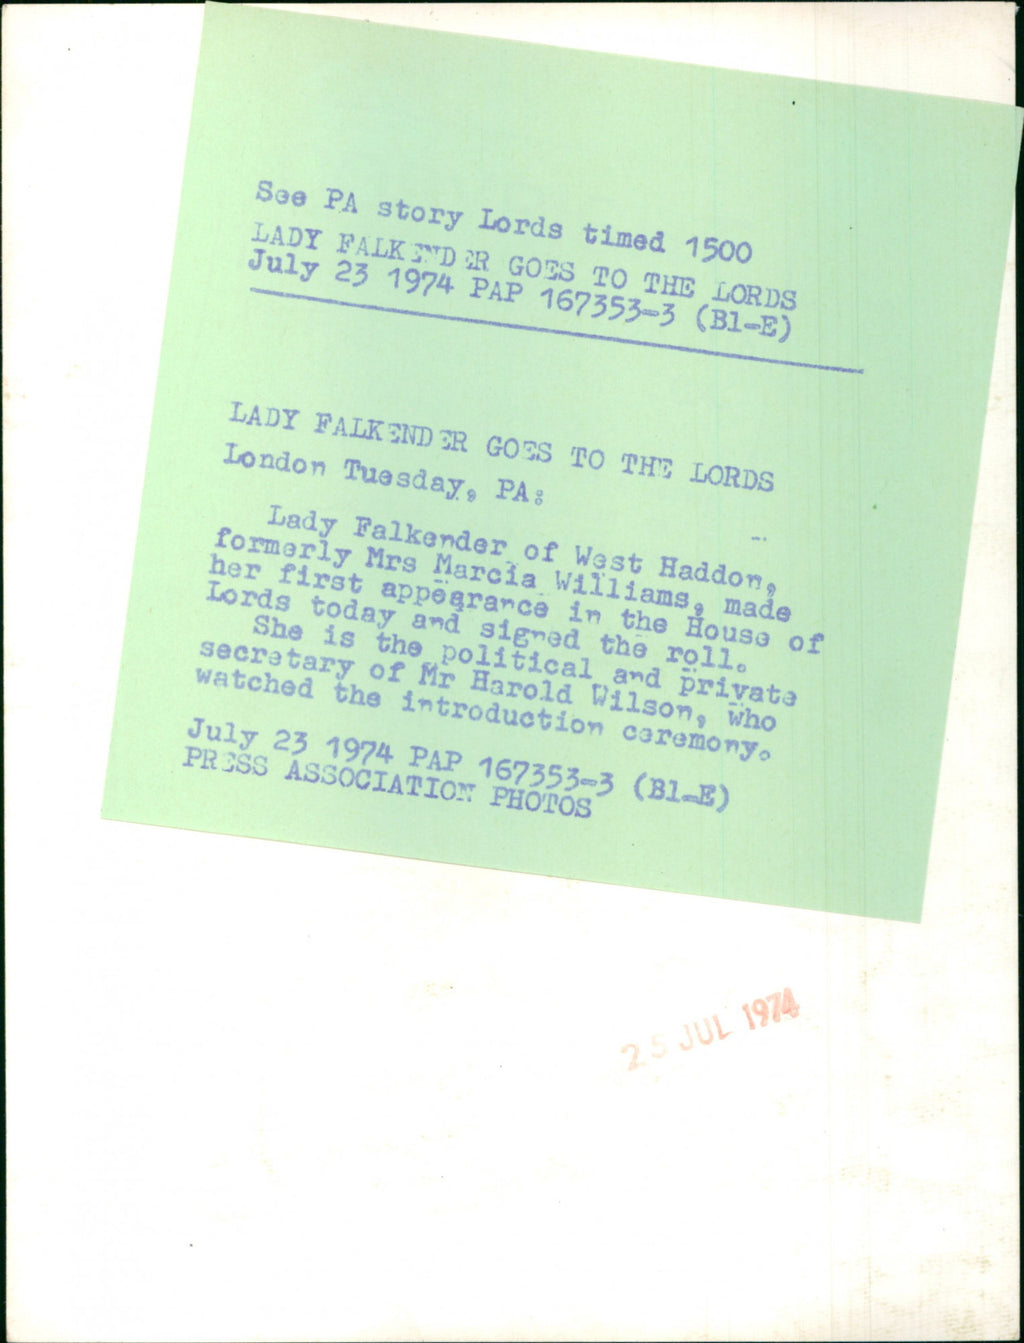 See PA story Lords timed 1500
LADY FALKENDER GOES TO THE LORDS
July 23 1974 PAP 167353-3 (Bl-E)
LADY FALKENDER GOES TO THE LORDS
London Tuesday, PA:
Lady Falkender of West Haddon,
formerly Mrs Marcia Williams, made
her first appearance in the House of
Lords today and signed the roll.
She is the political and private
secretary of Mr Harold Wilson, who
watched the introduction ceremony.
July 23 1974 PAP 167353-3 (Bl-E)
PRESS ASSOCIATION PHOTOS
25 JUL 1974